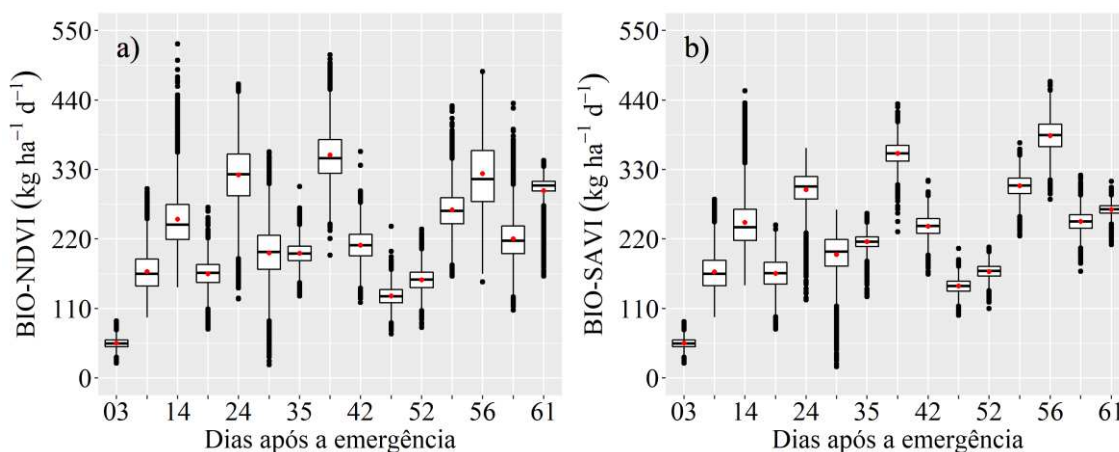 a)
BIO-NDVI (kg ha⁻¹ d⁻¹)
550
440
330
220
110
0
03 14 24 35 42 52 56 61
Dias após a emergência
b)
BIO-SAVI (kg ha⁻¹ d⁻¹)
550
440
330
220
110
0
03 14 24 35 42 52 56 61
Dias após a emergência